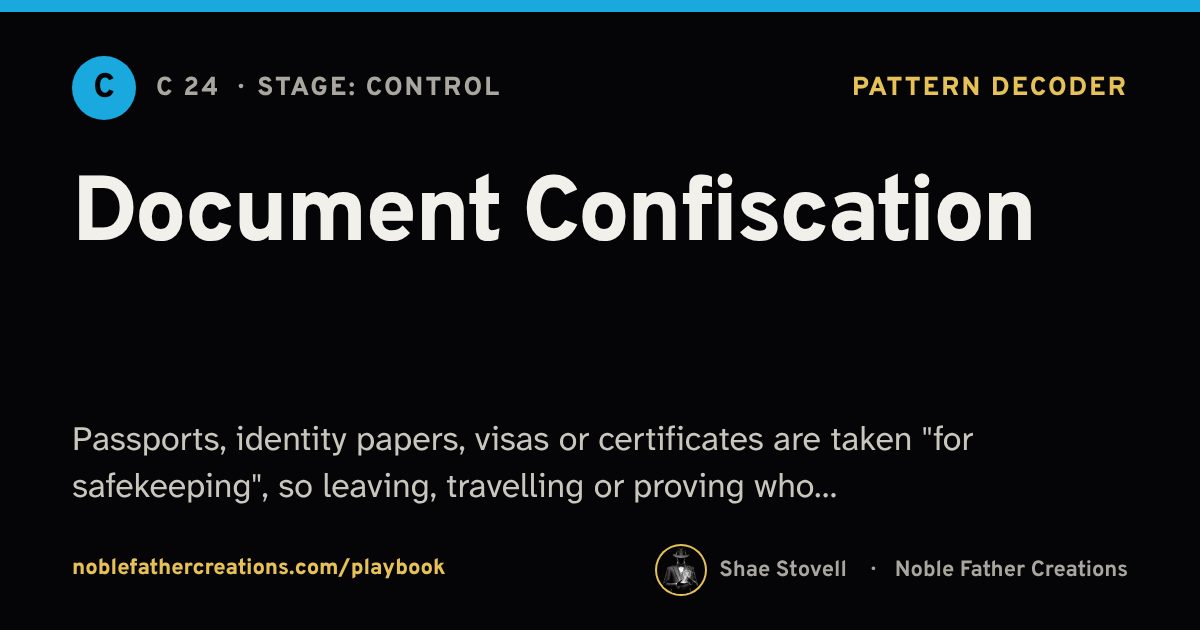 C
C 24 · STAGE: CONTROL
PATTERN DECODER
Document Confiscation
Passports, identity papers, visas or certificates are taken "for
safekeeping", so leaving, travelling or proving who...
noblefathercreations.com/playbook
Shae Stovell · Noble Father Creations